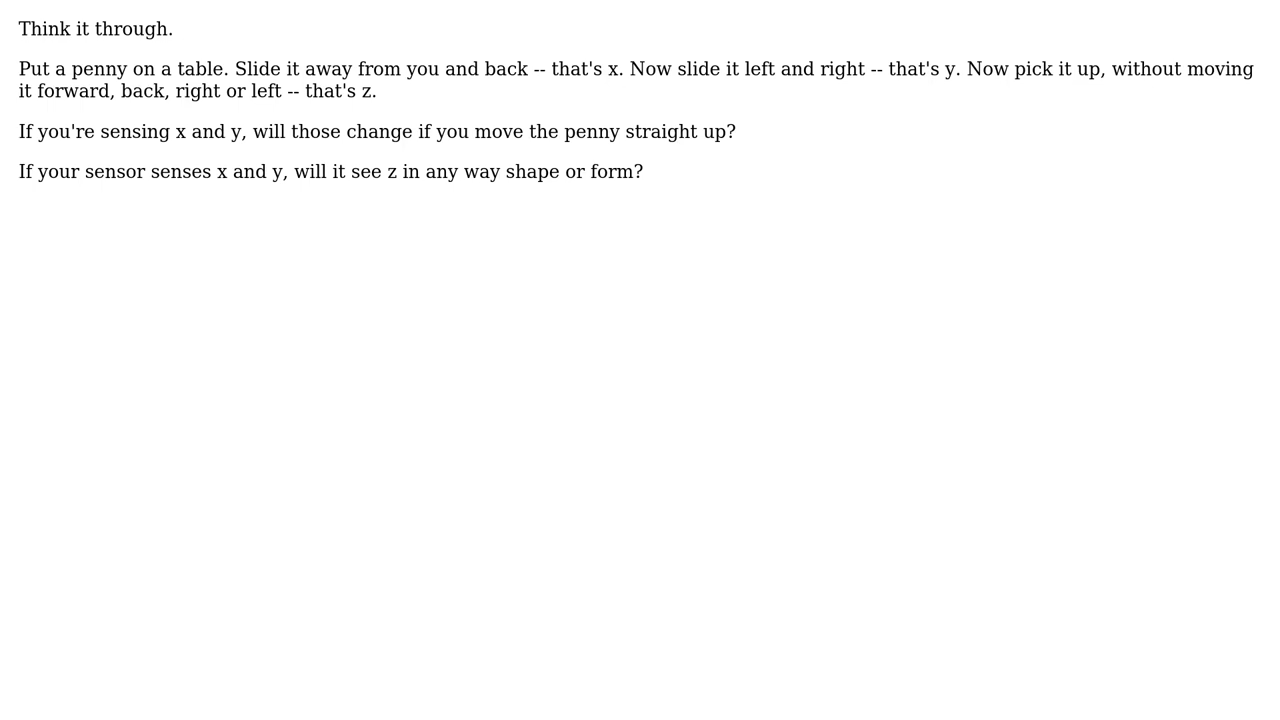 Think it through.
Put a penny on a table. Slide it away from you and back -- that's x. Now slide it left and right -- that's y. Now pick it up, without moving
it forward, back, right or left -- that's z.
If you're sensing x and y, will those change if you move the penny straight up?
If your sensor senses x and y, will it see z in any way shape or form?